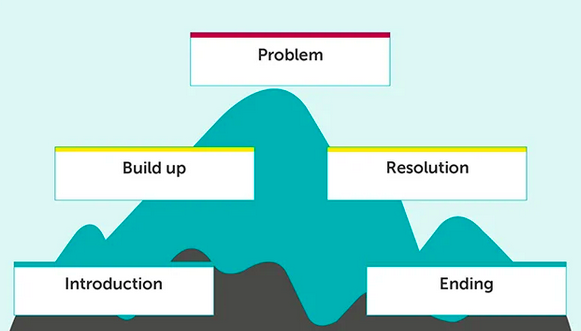 Problem
Build up
Resolution
Introduction
Ending